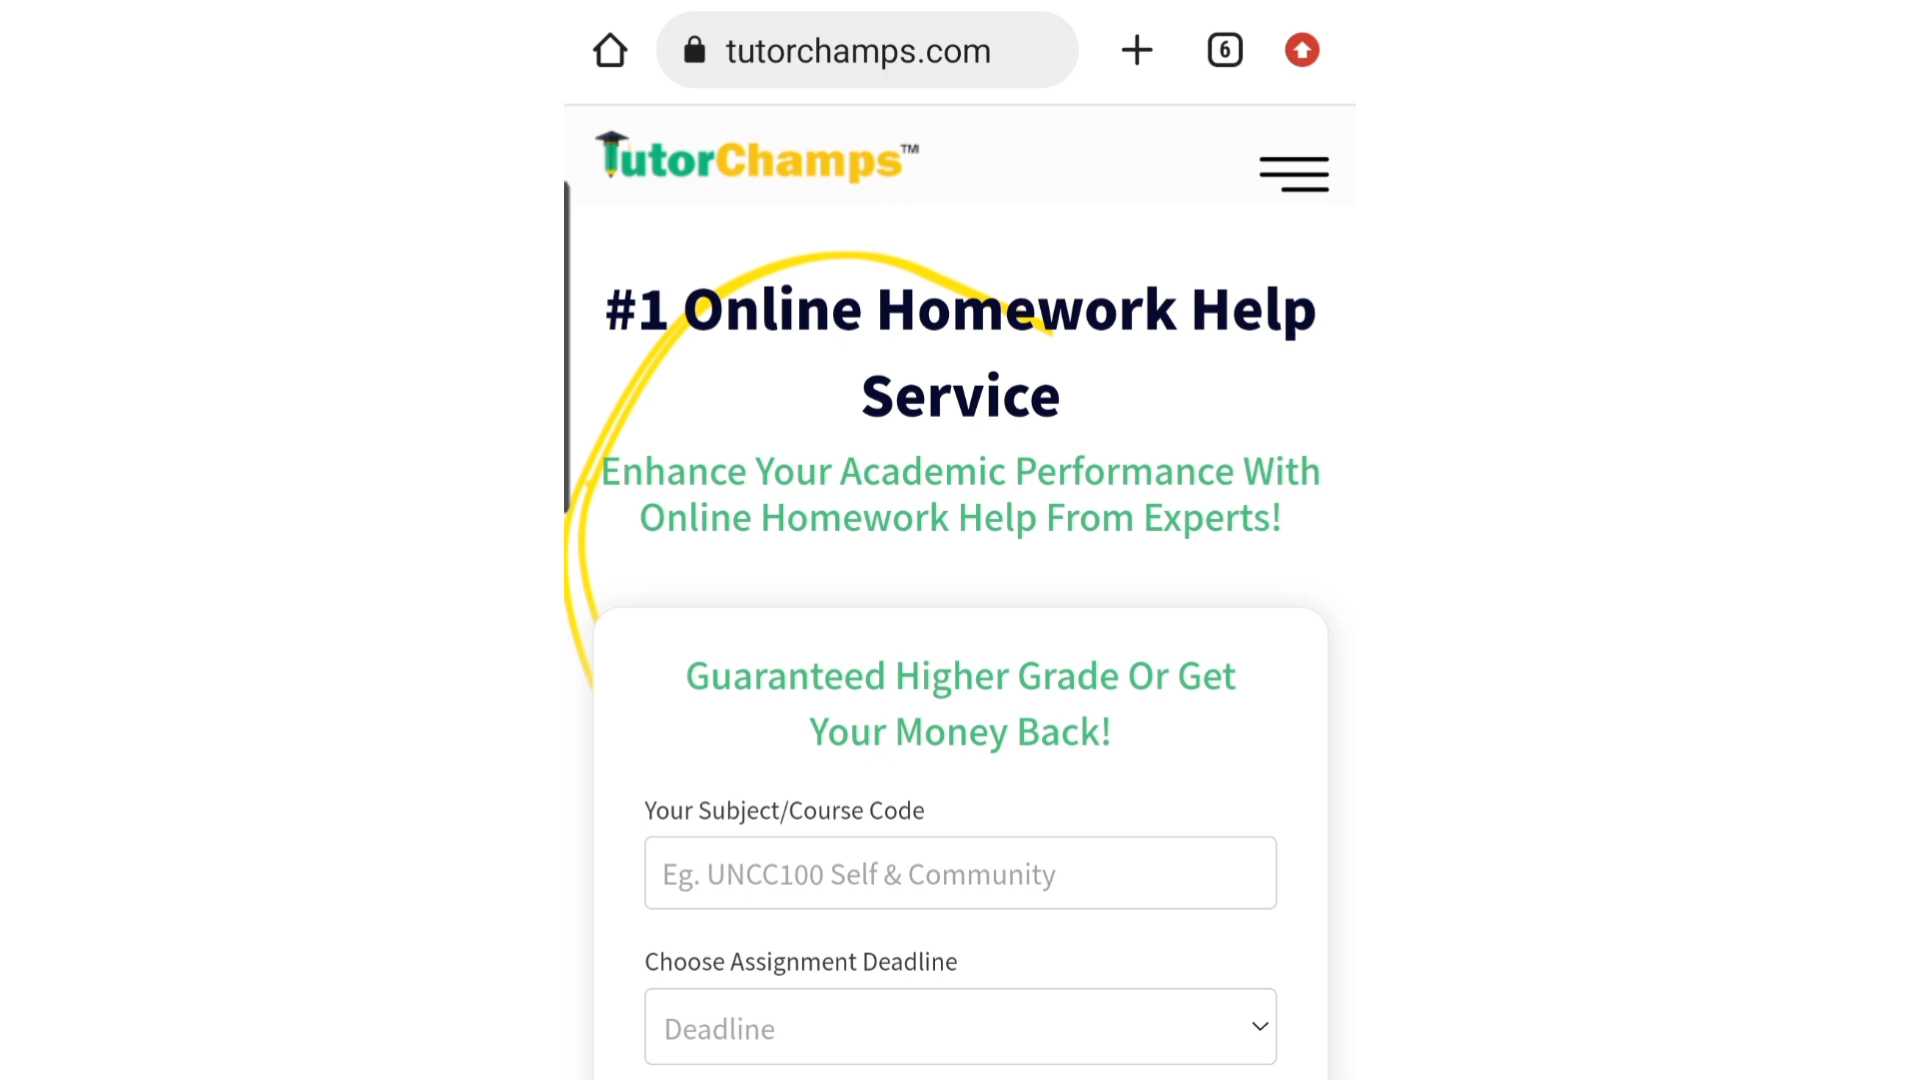 tutorchamps.com
6
TutorChamps™
#1 Online Homework Help
Service
Enhance Your Academic Performance With
Online Homework Help From Experts!
Guaranteed Higher Grade Or Get
Your Money Back!
Your Subject/Course Code
Eg. UNCC100 Self & Community
Choose Assignment Deadline
Deadline